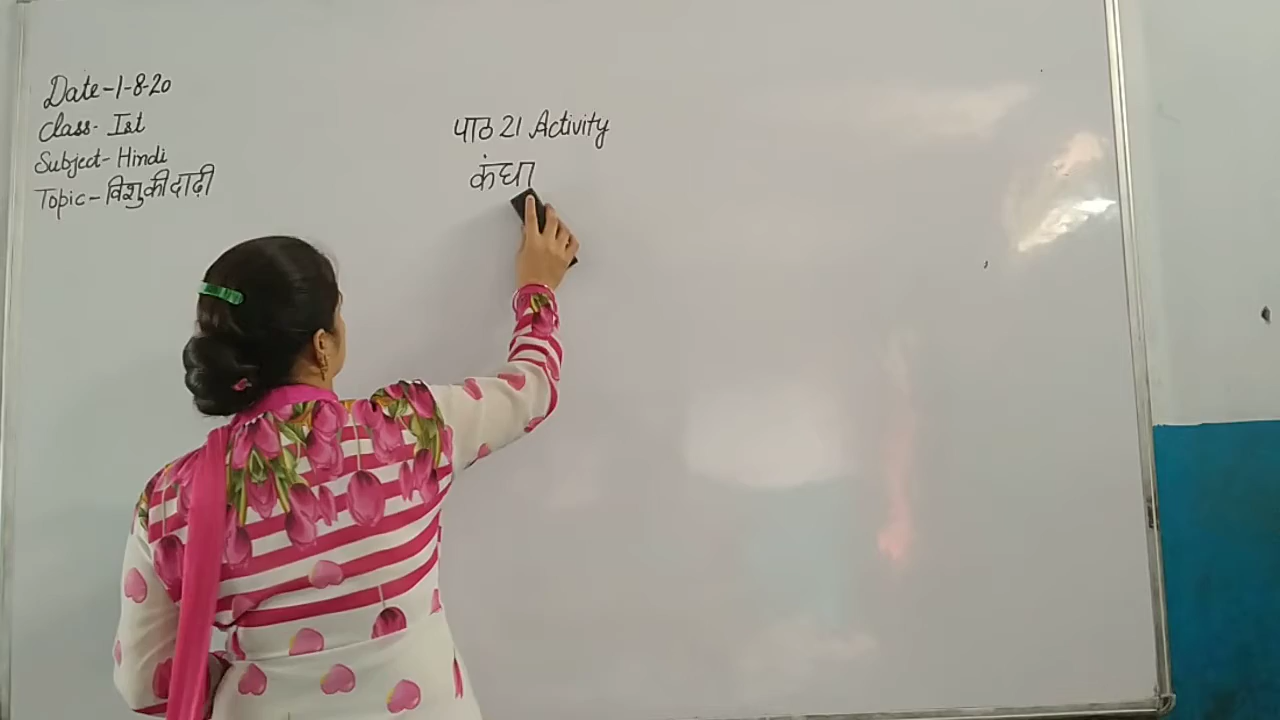 Date-1-8-20
Class- Ist
Subject- Hindi
Topic- विशु की दाढ़ी
पाठ 21 Activity
कंघा